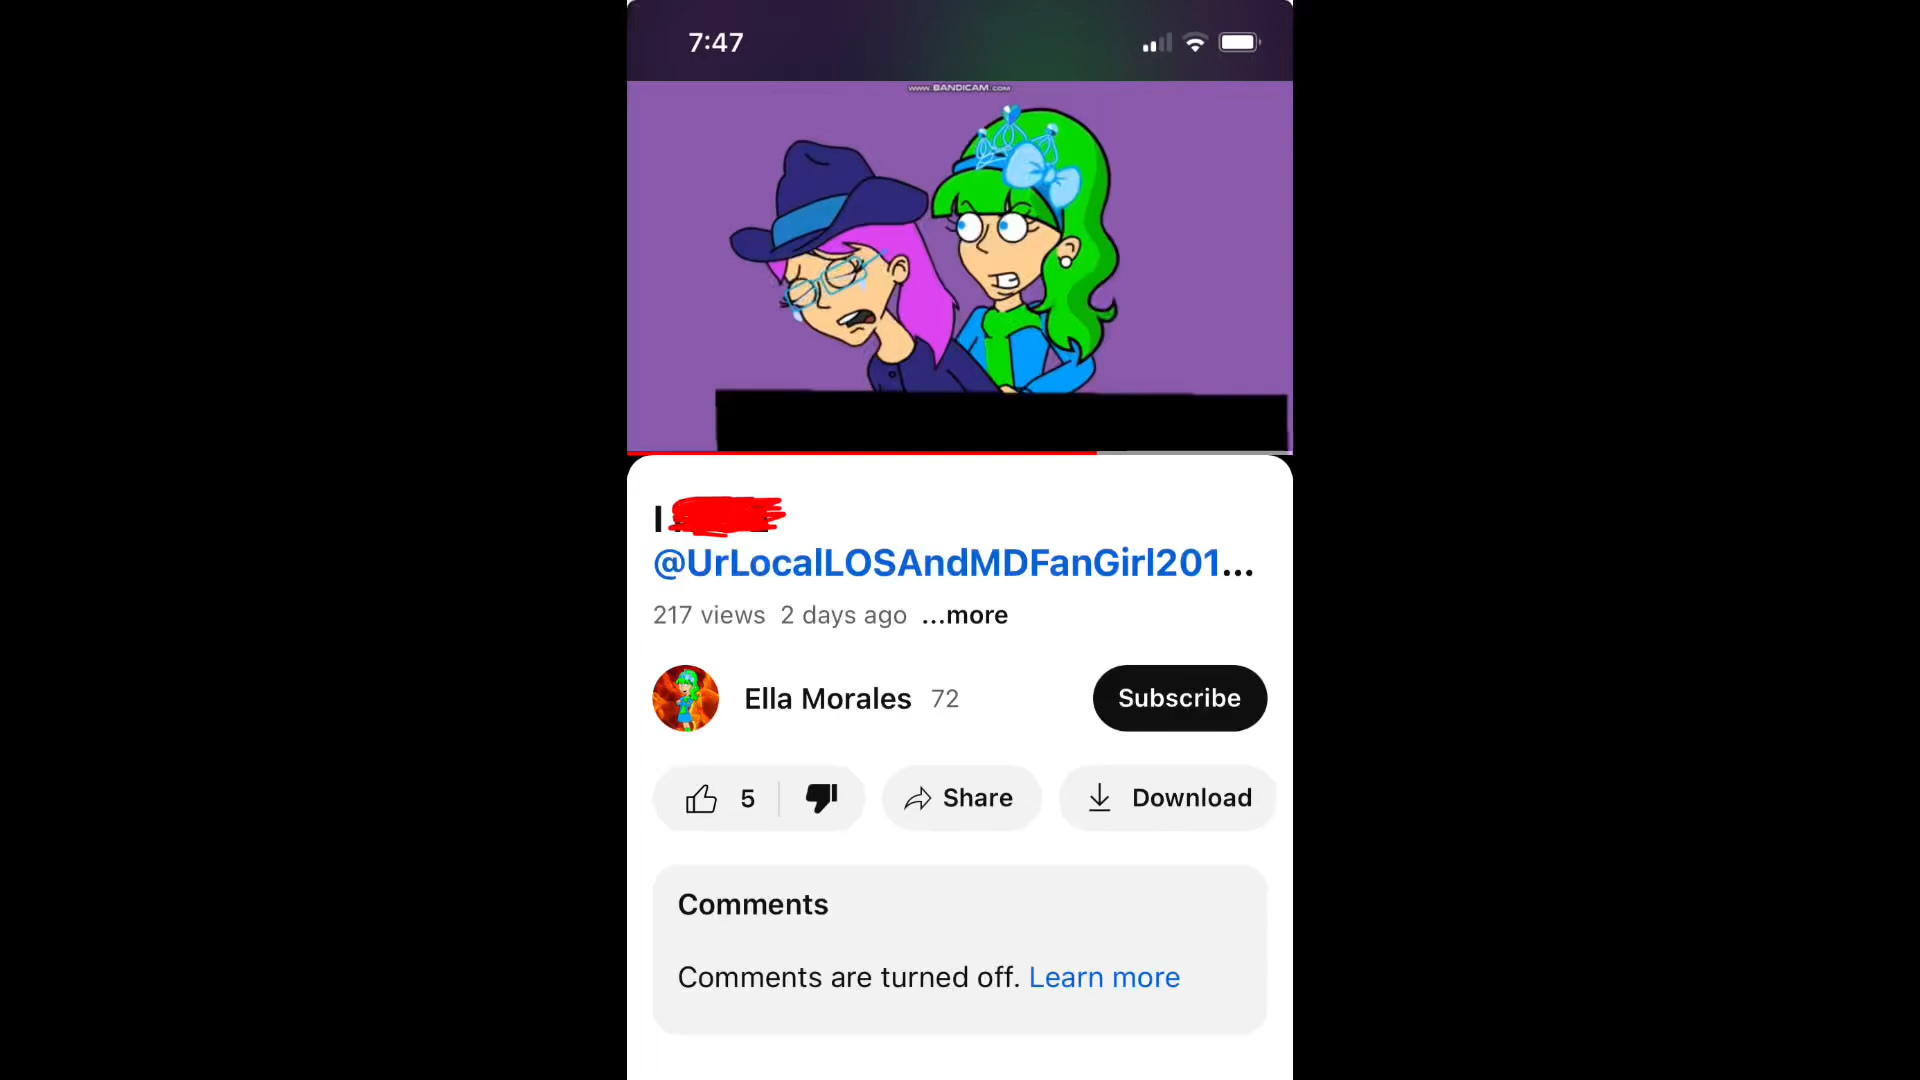 7:47
www.BANDICAM.com
I
@UrLocalLOSAndMDFanGirl201...
217 views 2 days ago ...more
Ella Morales 72
Subscribe
5
Share
Download
Comments
Comments are turned off. Learn more